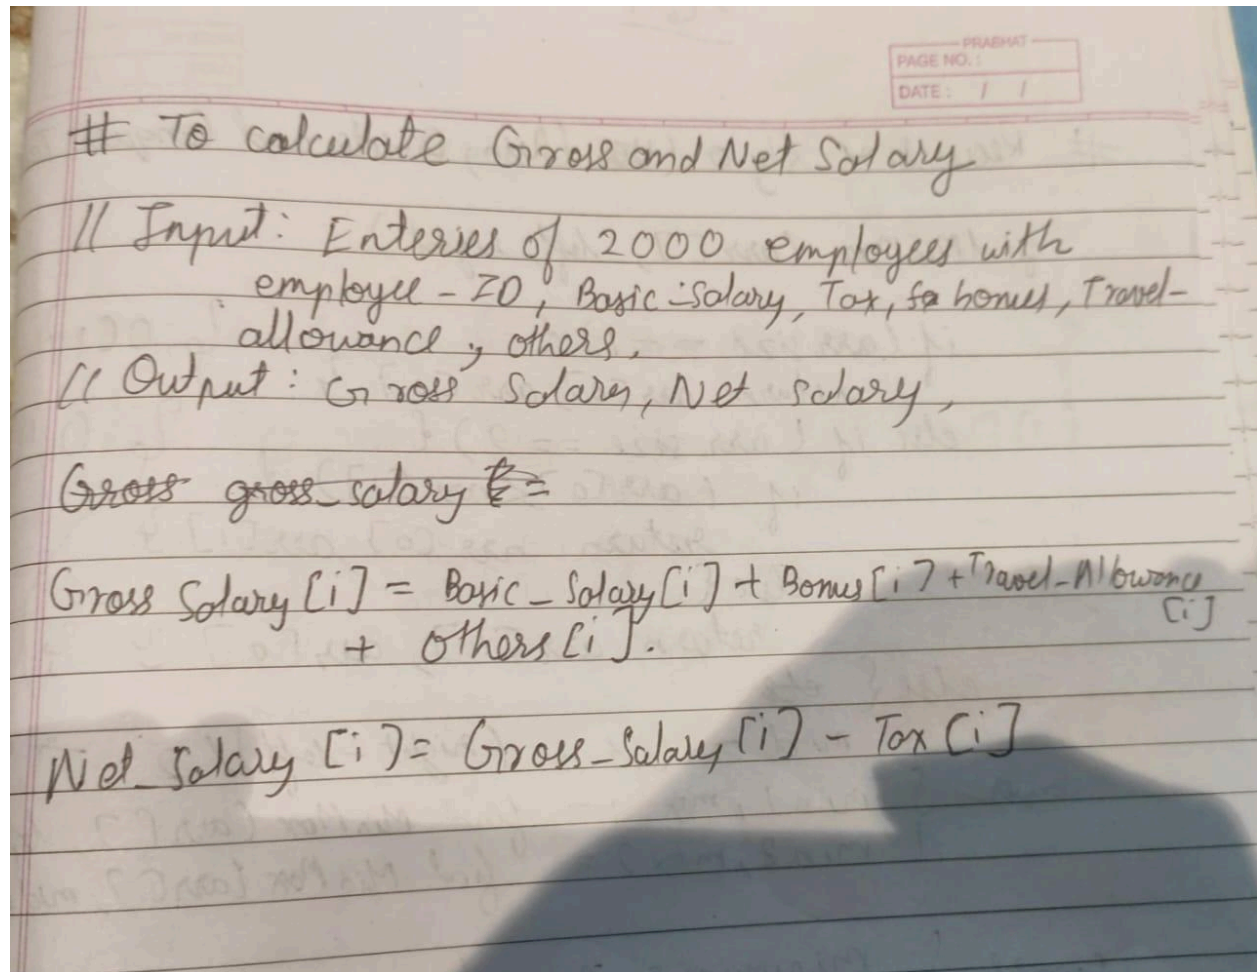 PRABHAT
PAGE NO.:
DATE: / /
# To calculate Gross and Net Salary
// Input: Enteries of 2000 employees with
employee-ID, Basic-Salary, Tax, bonus, Travel-
allowance, others.
// Output: Gross Salary, Net salary,
Gross gross_salary =
Gross Salary [i] = Basic_Salary[i] + Bonus[i] + Travel-Allowance
[i]
+ Others [i].
Net_Salary [i] = Gross_Salary [i] - Tax [i]